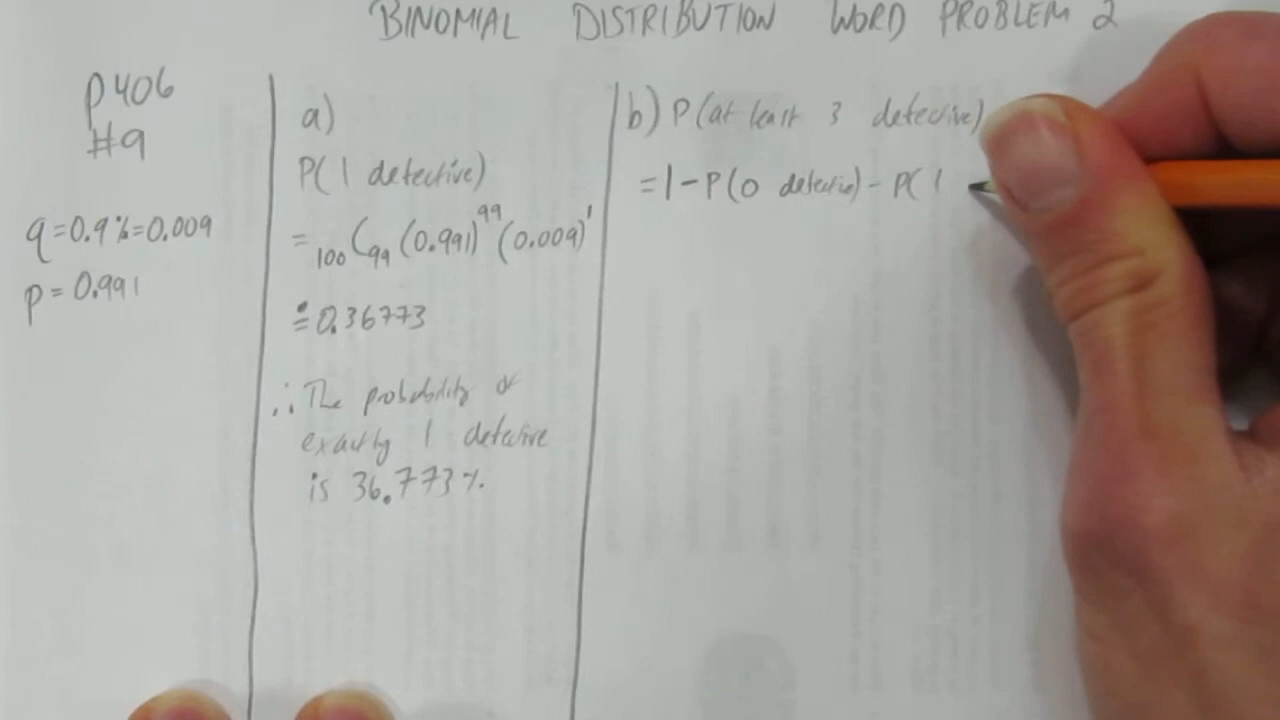 BINOMIAL DISTRIBUTION WORD PROBLEM 2
p406
#9
q=0.9%=0.009
p=0.991
a)
P(1 defective)
= 100 C 99 (0.991)^99 (0.009)^1
≐0.36773
∴ The probability of
exactly 1 defective
is 36.773%.
b) P(at least 3 defective)
=1-P(0 defective)-P(1